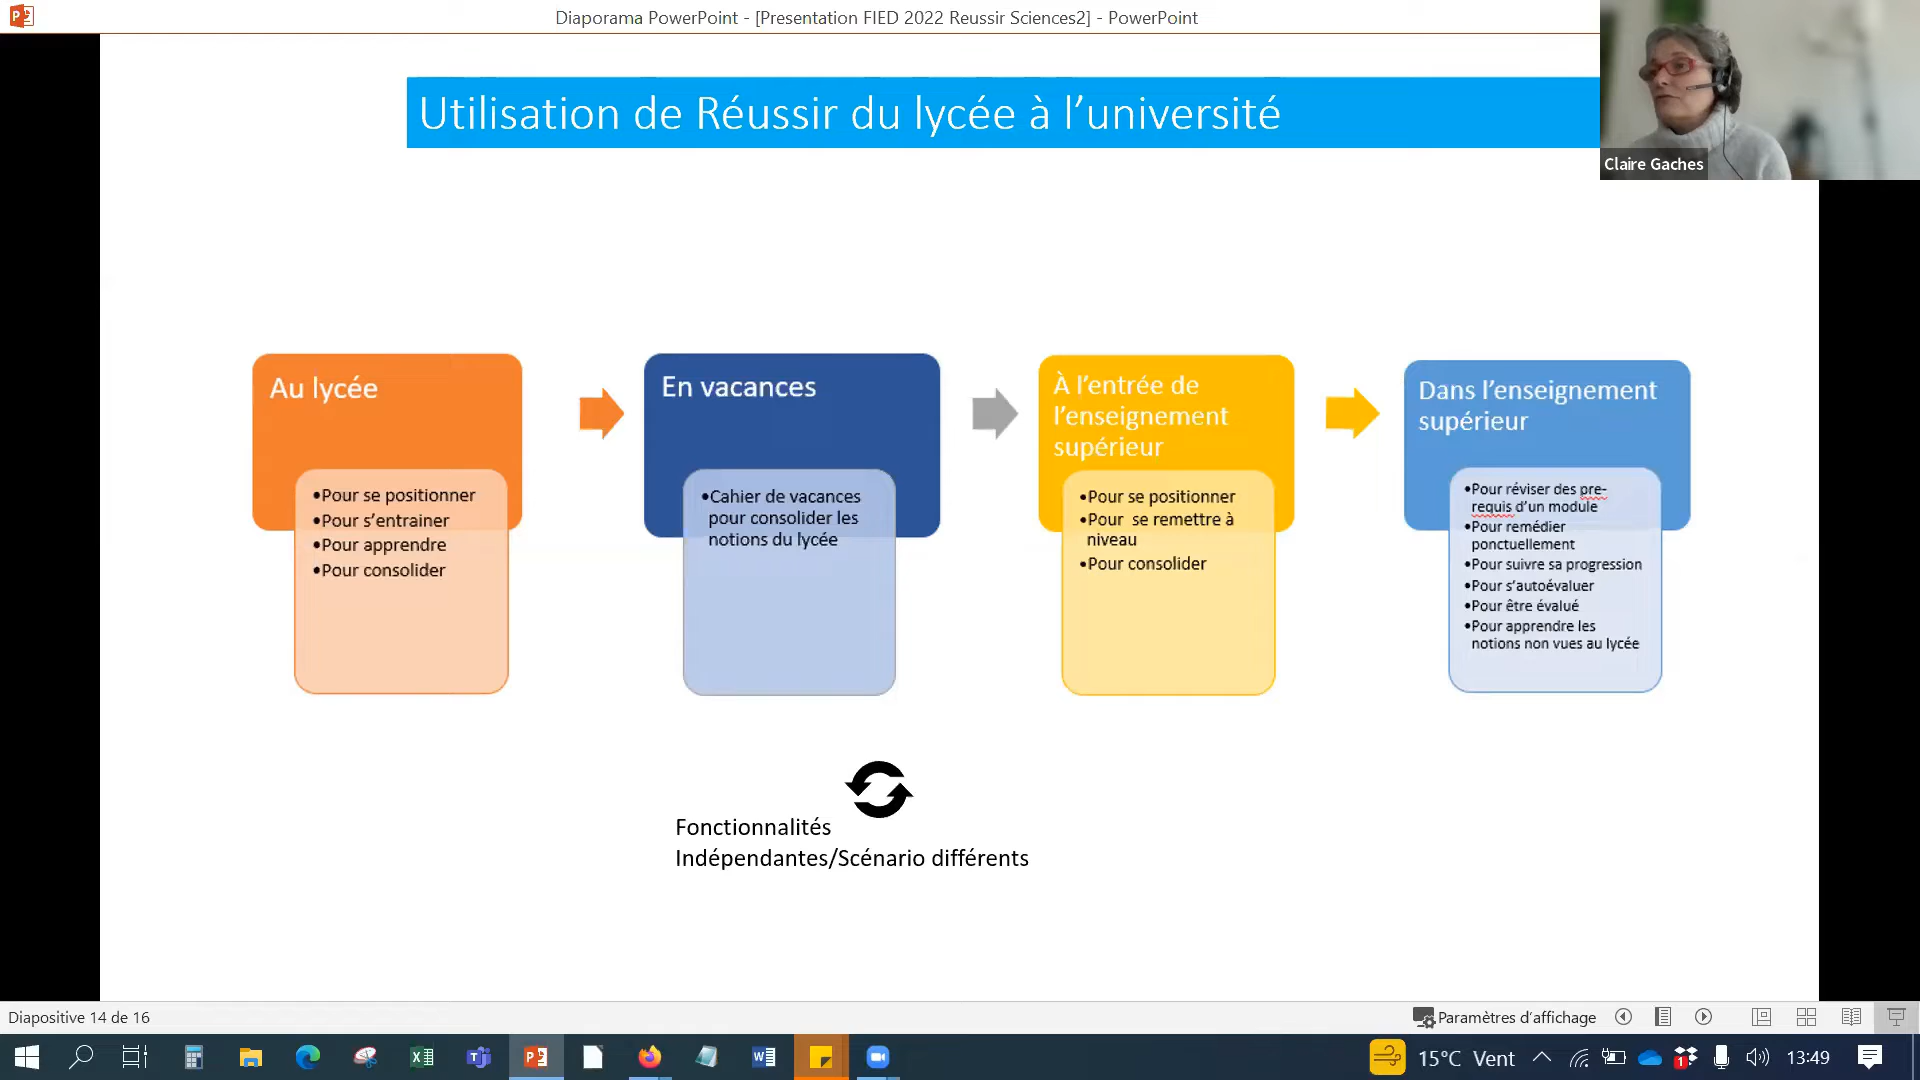 Diaporama PowerPoint - [Presentation FIED 2022 Reussir Sciences2] - PowerPoint
Claire Gaches
Utilisation de Réussir du lycée à l’université
Au lycée
•Pour se positionner
•Pour s’entrainer
•Pour apprendre
•Pour consolider
En vacances
•Cahier de vacances
pour consolider les
notions du lycée
À l’entrée de
l’enseignement
supérieur
•Pour se positionner
•Pour se remettre à
niveau
•Pour consolider
Dans l’enseignement
supérieur
•Pour réviser des pre-
requis d’un module
•Pour remédier
ponctuellement
•Pour suivre sa progression
•Pour s’autoévaluer
•Pour être évalué
•Pour apprendre les
notions non vues au lycée
Fonctionnalités
Indépendantes/Scénario différents
Diapositive 14 de 16
Paramètres d’affichage
15°C Vent
1
13:49